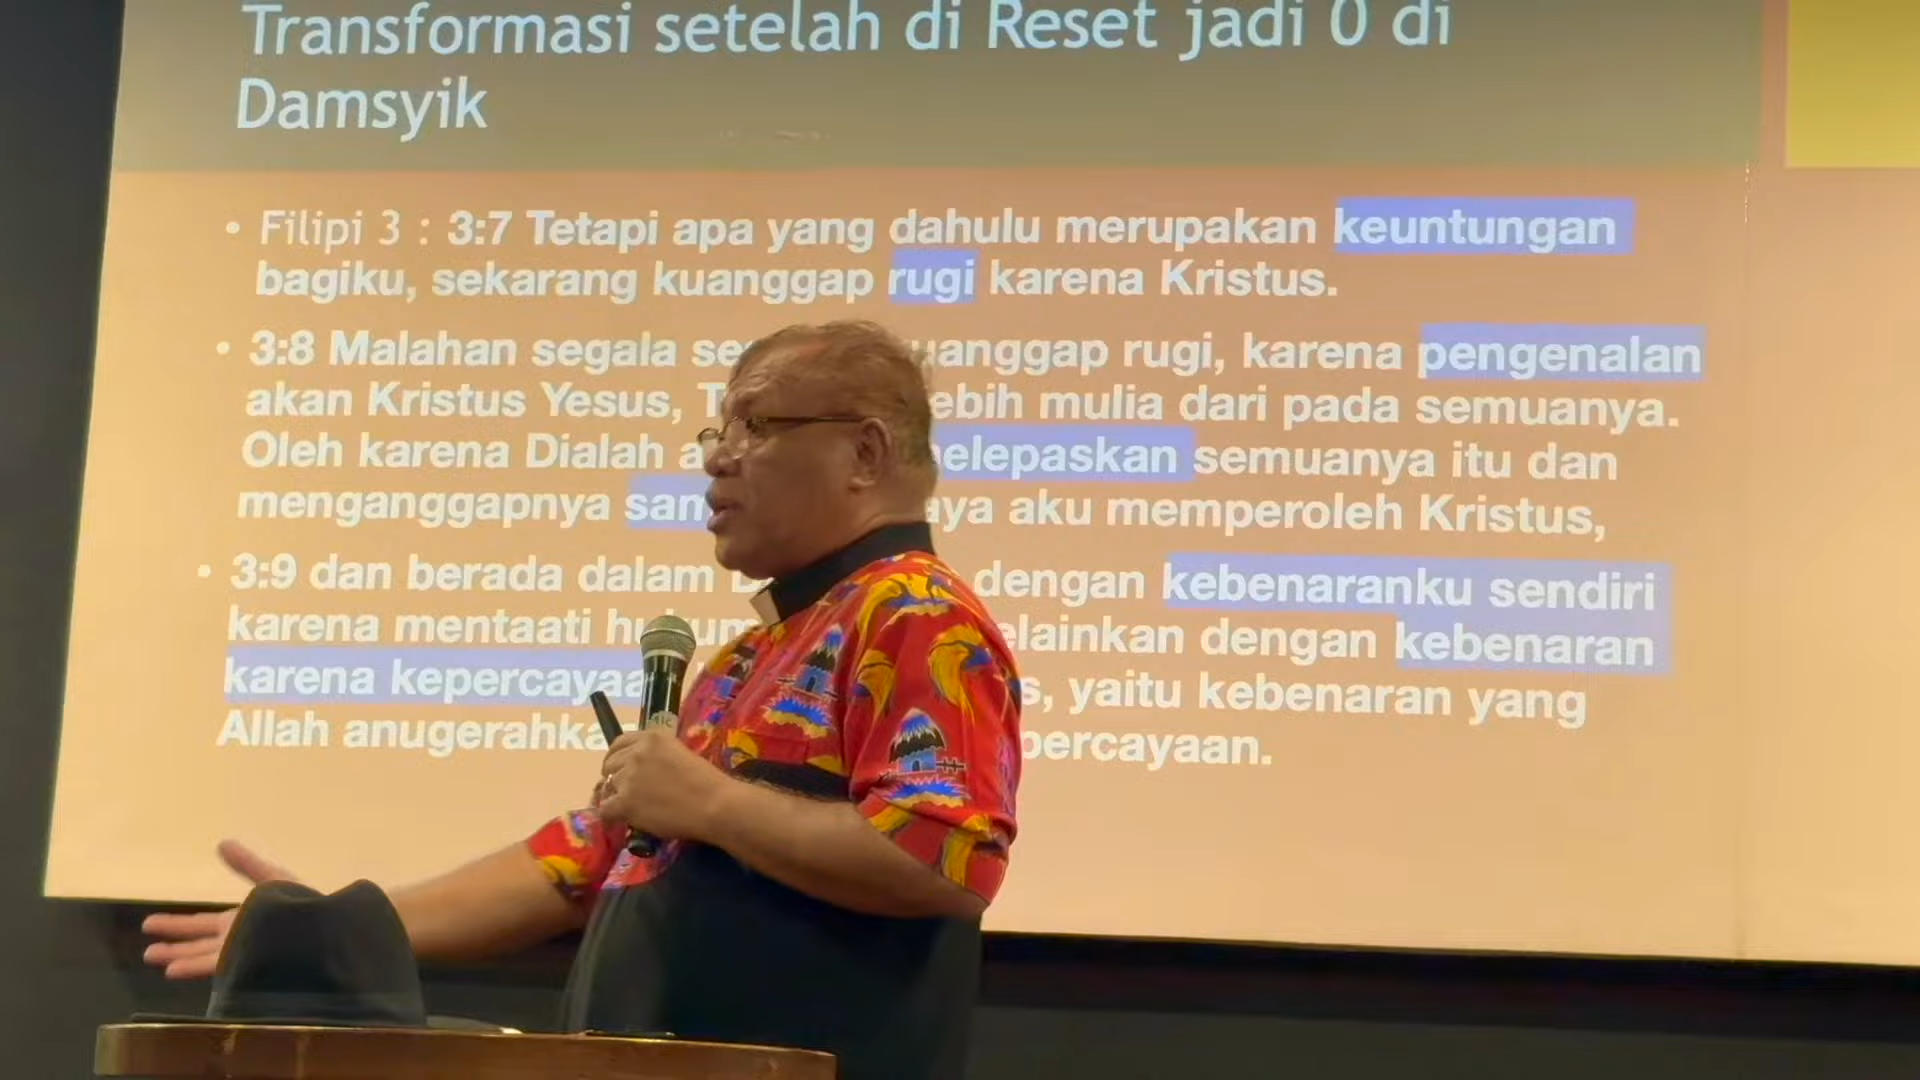 Transformasi setelah di Reset jadi 0 di
Damsyik
• Filipi 3 : 3:7 Tetapi apa yang dahulu merupakan keuntungan
bagiku, sekarang kuanggap rugi karena Kristus.
• 3:8 Malahan segala se uanggap rugi, karena pengenalan
akan Kristus Yesus, T ebih mulia dari pada semuanya.
Oleh karena Dialah a elepaskan semuanya itu dan
menganggapnya sam aya aku memperoleh Kristus,
• 3:9 dan berada dalam D dengan kebenaranku sendiri
karena mentaati hukum elainkan dengan kebenaran
karena kepercayaa s, yaitu kebenaran yang
Allah anugerahka percayaan.